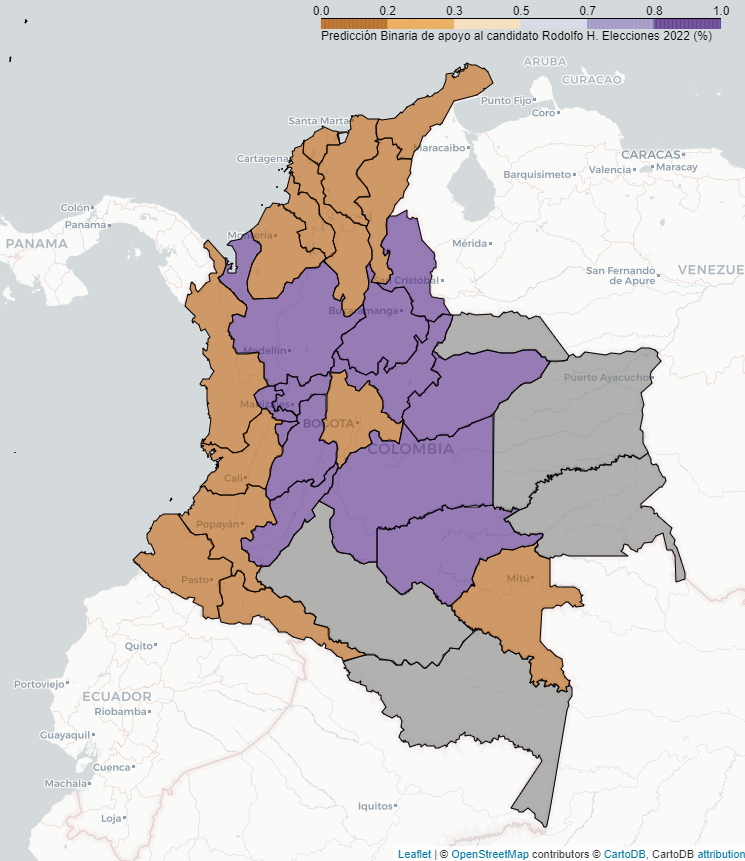 0.0 0.2 0.3 0.5 0.7 0.8 1.0
Predicción Binaria de apoyo al candidato Rodolfo H. Elecciones 2022 (%)
ARUBA
CURACAO
Punto Fijo
Coro
Santa Marta
Maracaibo
CARACAS
Cartagena
Barquisimeto
Valencia
Maracay
Colón
Panama
PANAMA
Mérida
San Fernando
de Apure
VENEZUE
San Cristóbal
Bucaramanga
Medellín
Puerto Ayacucho
Manizales
BOGOTA
COLOMBIA
Cali
Popayán
Mitú
Pasto
Quito
Portoviejo
ECUADOR
Riobamba
Guayaquil
Cuenca
Machala
Iquitos
Loja
Leaflet | © OpenStreetMap contributors © CartoDB, CartoDB attribution